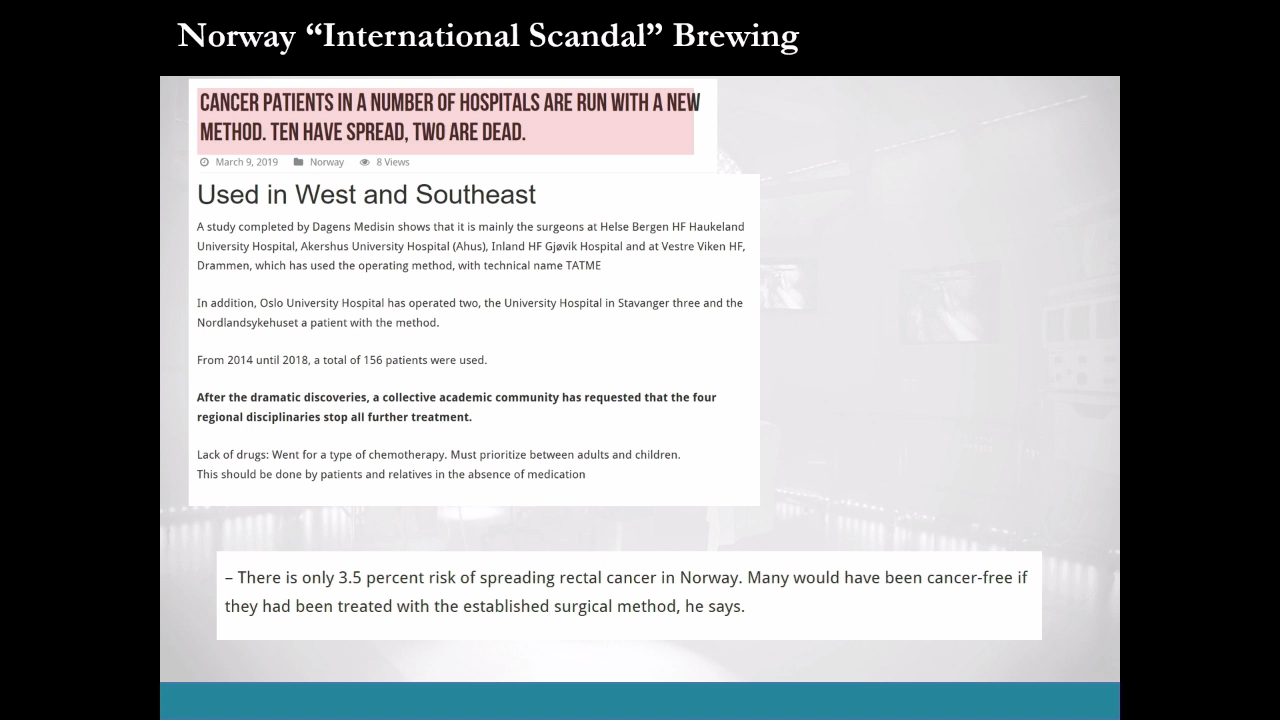 Norway “International Scandal” Brewing
CANCER PATIENTS IN A NUMBER OF HOSPITALS ARE RUN WITH A NEW
METHOD. TEN HAVE SPREAD, TWO ARE DEAD.
March 9, 2019 Norway 8 Views
Used in West and Southeast
A study completed by Dagens Medisin shows that it is mainly the surgeons at Helse Bergen HF Haukeland
University Hospital, Akershus University Hospital (Ahus), Inland HF Gjøvik Hospital and at Vestre Viken HF,
Drammen, which has used the operating method, with technical name TATME
In addition, Oslo University Hospital has operated two, the University Hospital in Stavanger three and the
Nordlandsykehuset a patient with the method.
From 2014 until 2018, a total of 156 patients were used.
After the dramatic discoveries, a collective academic community has requested that the four
regional disciplinaries stop all further treatment.
Lack of drugs: Went for a type of chemotherapy. Must prioritize between adults and children.
This should be done by patients and relatives in the absence of medication
– There is only 3.5 percent risk of spreading rectal cancer in Norway. Many would have been cancer-free if
they had been treated with the established surgical method, he says.